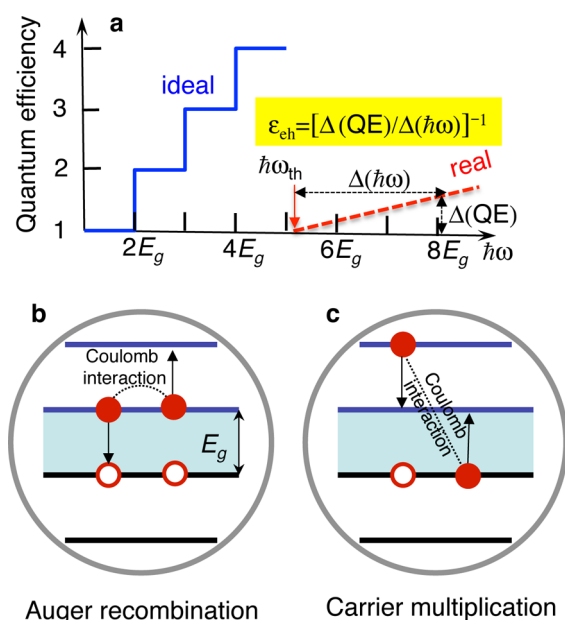 a
Quantum efficiency
4
3
2
1
ideal
εeh=[Δ(QE)/Δ(ħω)]⁻¹
ħωth
real
Δ(ħω)
Δ(QE)
2Eg
4Eg
6Eg
8Eg
ħω
b
Coulomb
interaction
Eg
Auger recombination
c
Coulomb
interaction
Carrier multiplication